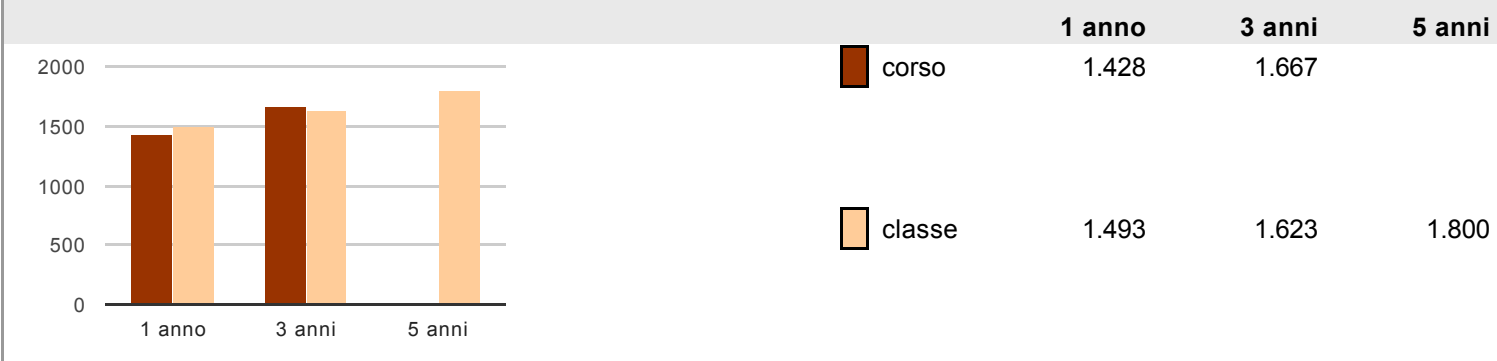 1 anno 3 anni 5 anni
2000
1500
1000
500
0
1 anno 3 anni 5 anni
corso 1.428 1.667
classe 1.493 1.623 1.800